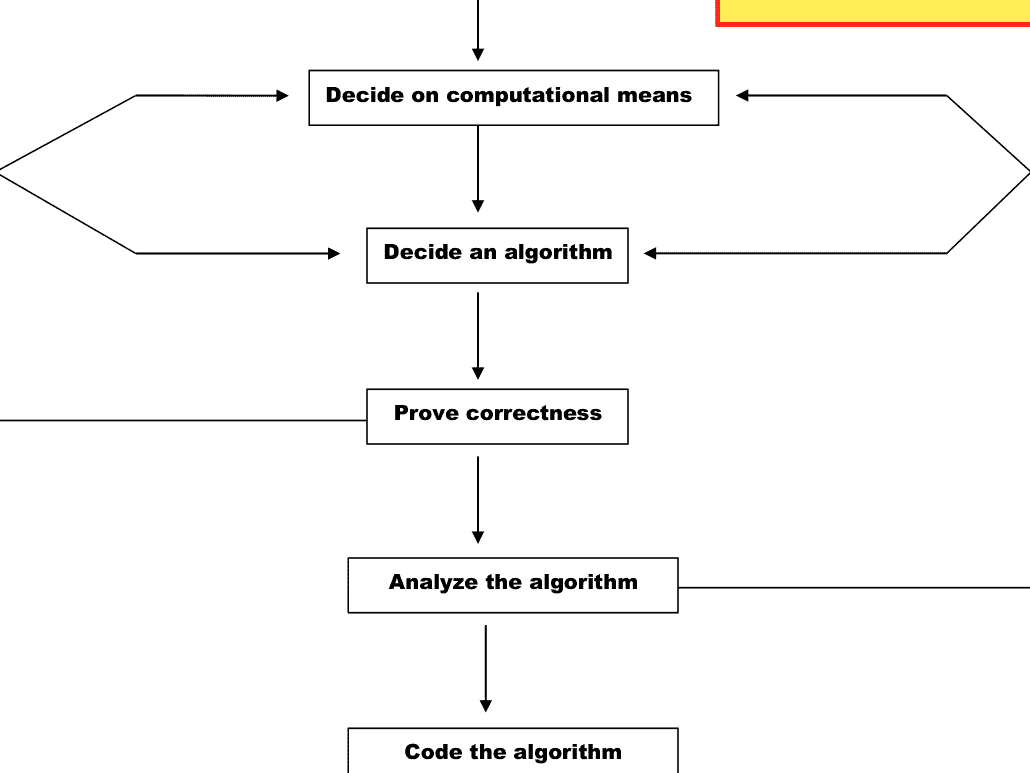 Decide on computational means
Decide an algorithm
Prove correctness
Analyze the algorithm
Code the algorithm